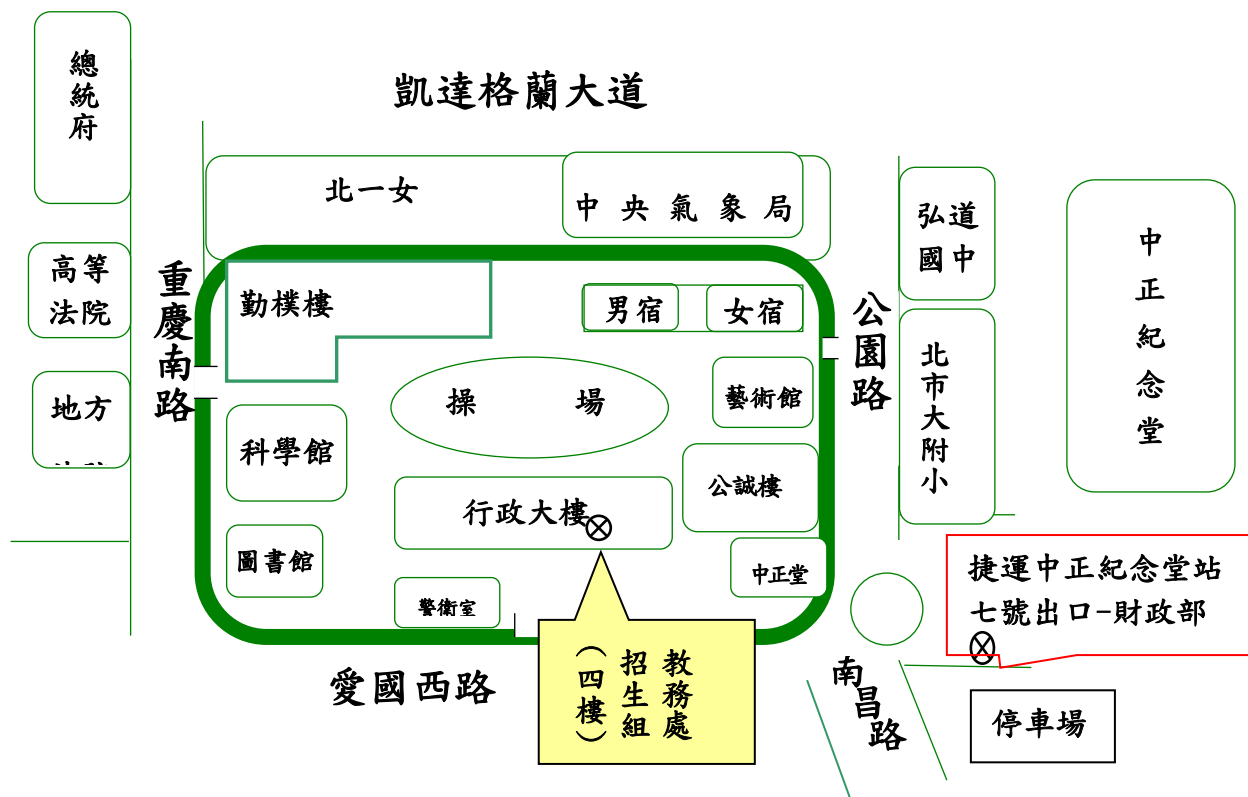 總統府
凱達格蘭大道
北一女
中央氣象局
弘道
國中
中正紀念堂
高等
法院
重慶南路
勤樸樓
男宿
女宿
公園路
北市大附小
地方
操場
藝術館
科學館
公誠樓
行政大樓
圖書館
中正堂
警衛室
捷運中正紀念堂站
七號出口-財政部
愛國西路
教務處
招生組
(四樓)
南昌路
停車場